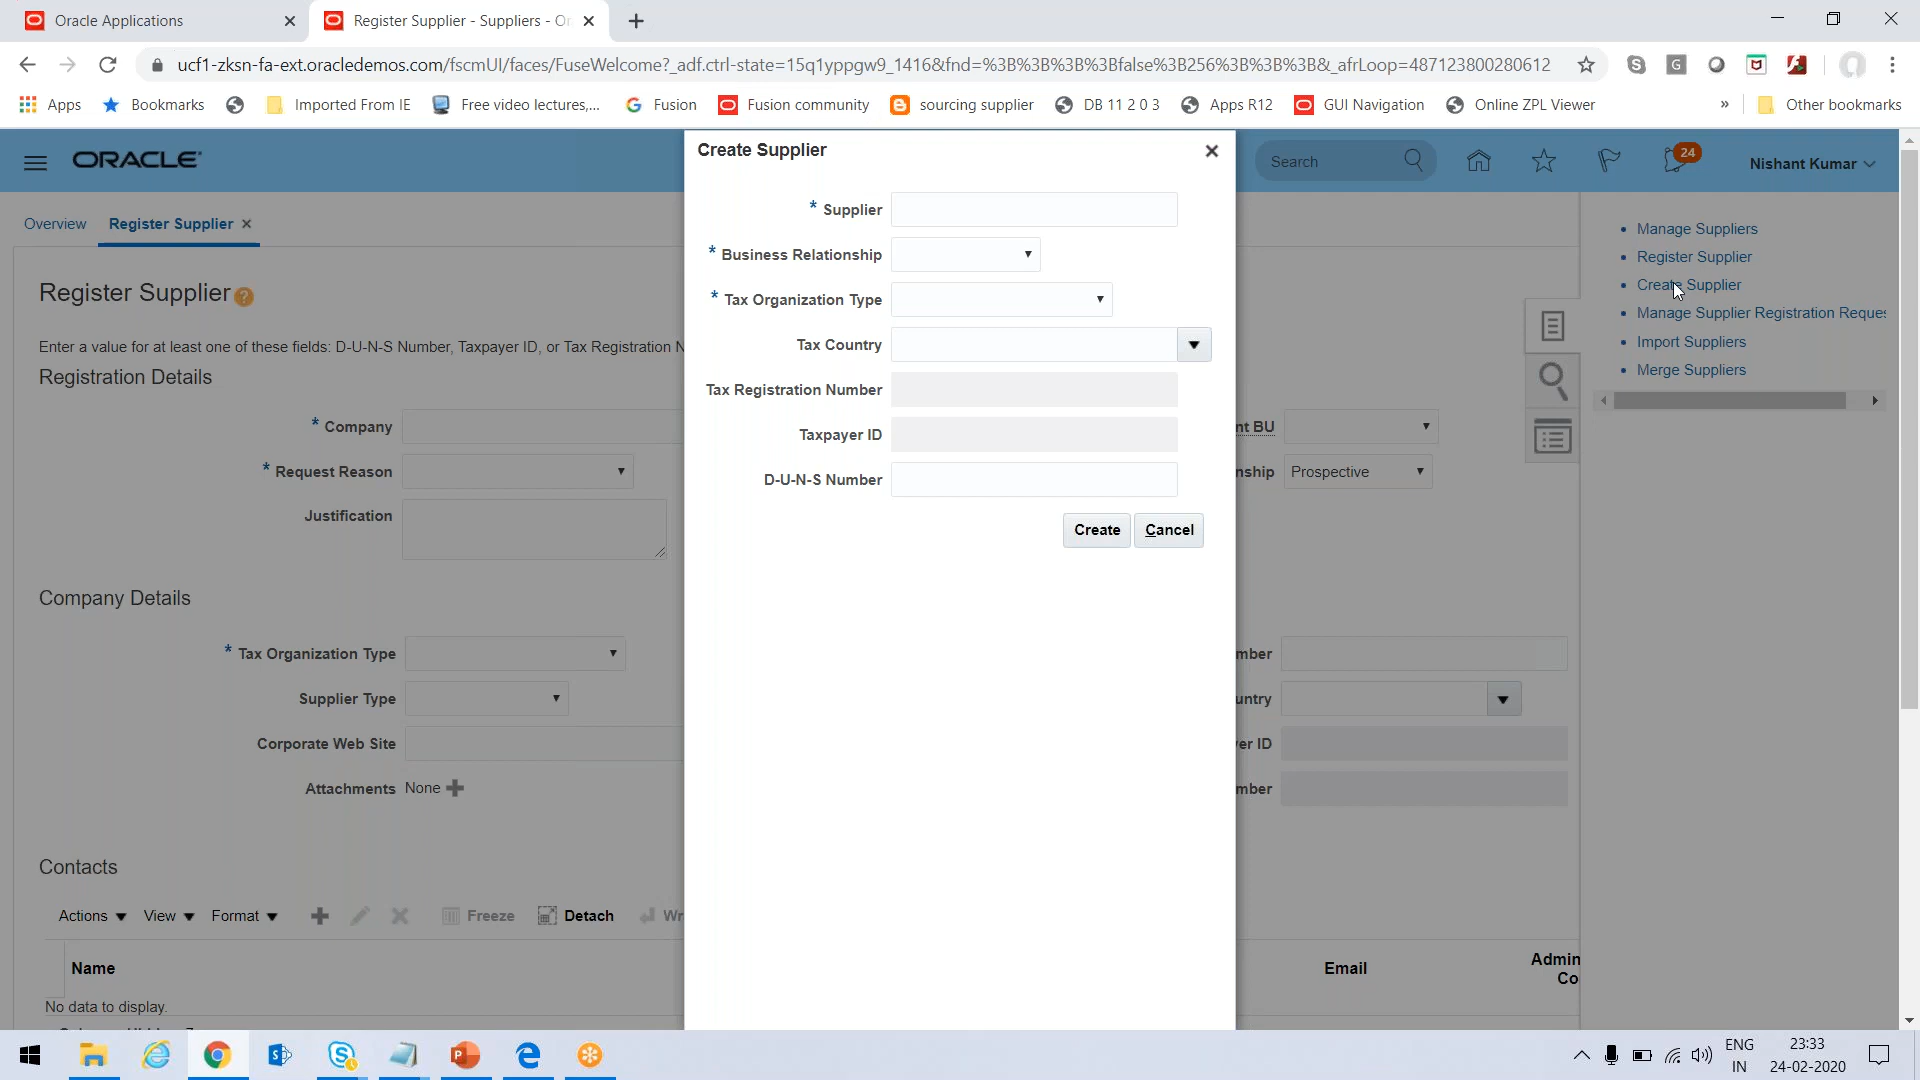 Oracle Applications
Register Supplier - Suppliers - Or
ucf1-zksn-fa-ext.oracledemos.com/fscmUI/faces/FuseWelcome?_adf.ctrl-state=15q1yppgw9_1416&fnd=%3B%3B%3B%3Bfalse%3B256%3B%3B%3B&_afrLoop=487123800280612
Apps
Bookmarks
Imported From IE
Free video lectures,...
Fusion
Fusion community
sourcing supplier
DB 11 2 0 3
Apps R12
GUI Navigation
Online ZPL Viewer
»
Other bookmarks
ORACLE
Search
24
Nishant Kumar
Overview
Register Supplier
Register Supplier
Enter a value for at least one of these fields: D-U-N-S Number, Taxpayer ID, or Tax Registration N
Registration Details
* Company
* Request Reason
Justification
nt BU
nship
Prospective
Company Details
* Tax Organization Type
Supplier Type
Corporate Web Site
Attachments None
mber
untry
er ID
mber
Contacts
Actions
View
Format
Freeze
Detach
Wr
Name
Email
Admin
Co
No data to display.
Create Supplier
* Supplier
* Business Relationship
* Tax Organization Type
Tax Country
Tax Registration Number
Taxpayer ID
D-U-N-S Number
Create
Cancel
Manage Suppliers
Register Supplier
Create Supplier
Manage Supplier Registration Reques
Import Suppliers
Merge Suppliers
ENG
IN
23:33
24-02-2020